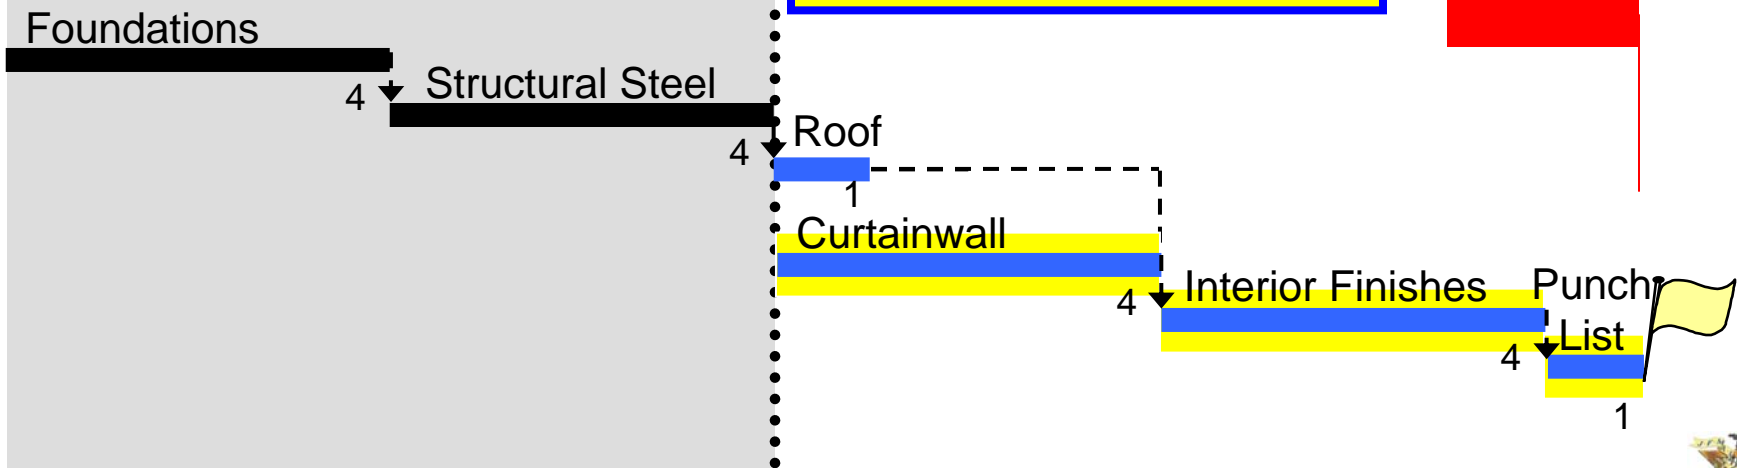 Foundations
4
Structural Steel
4
Roof
1
Curtainwall
4
Interior Finishes
4
Punch
List
1